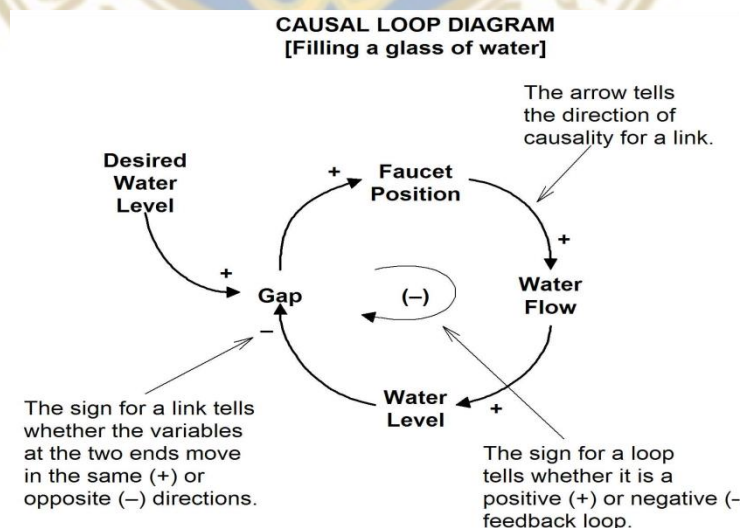 CAUSAL LOOP DIAGRAM
[Filling a glass of water]
The arrow tells
the direction of
causality for a link.
Desired
Water
Level
+
Faucet
Position
+
+
Gap
(–)
Water
Flow
–
Water
Level
+
The sign for a link tells
whether the variables
at the two ends move
in the same (+) or
opposite (–) directions.
The sign for a loop
tells whether it is a
positive (+) or negative (–
feedback loop.